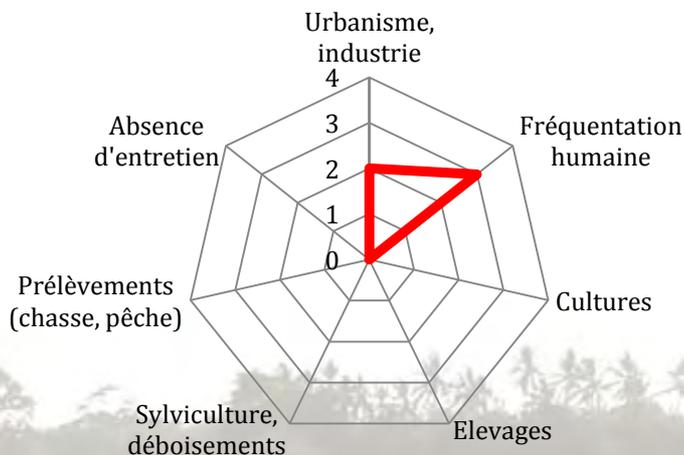 Urbanisme,
industrie
4
3
2
1
0
Fréquentation
humaine
Cultures
Elevages
Sylviculture,
déboisements
Prélèvements
(chasse, pêche)
Absence
d'entretien